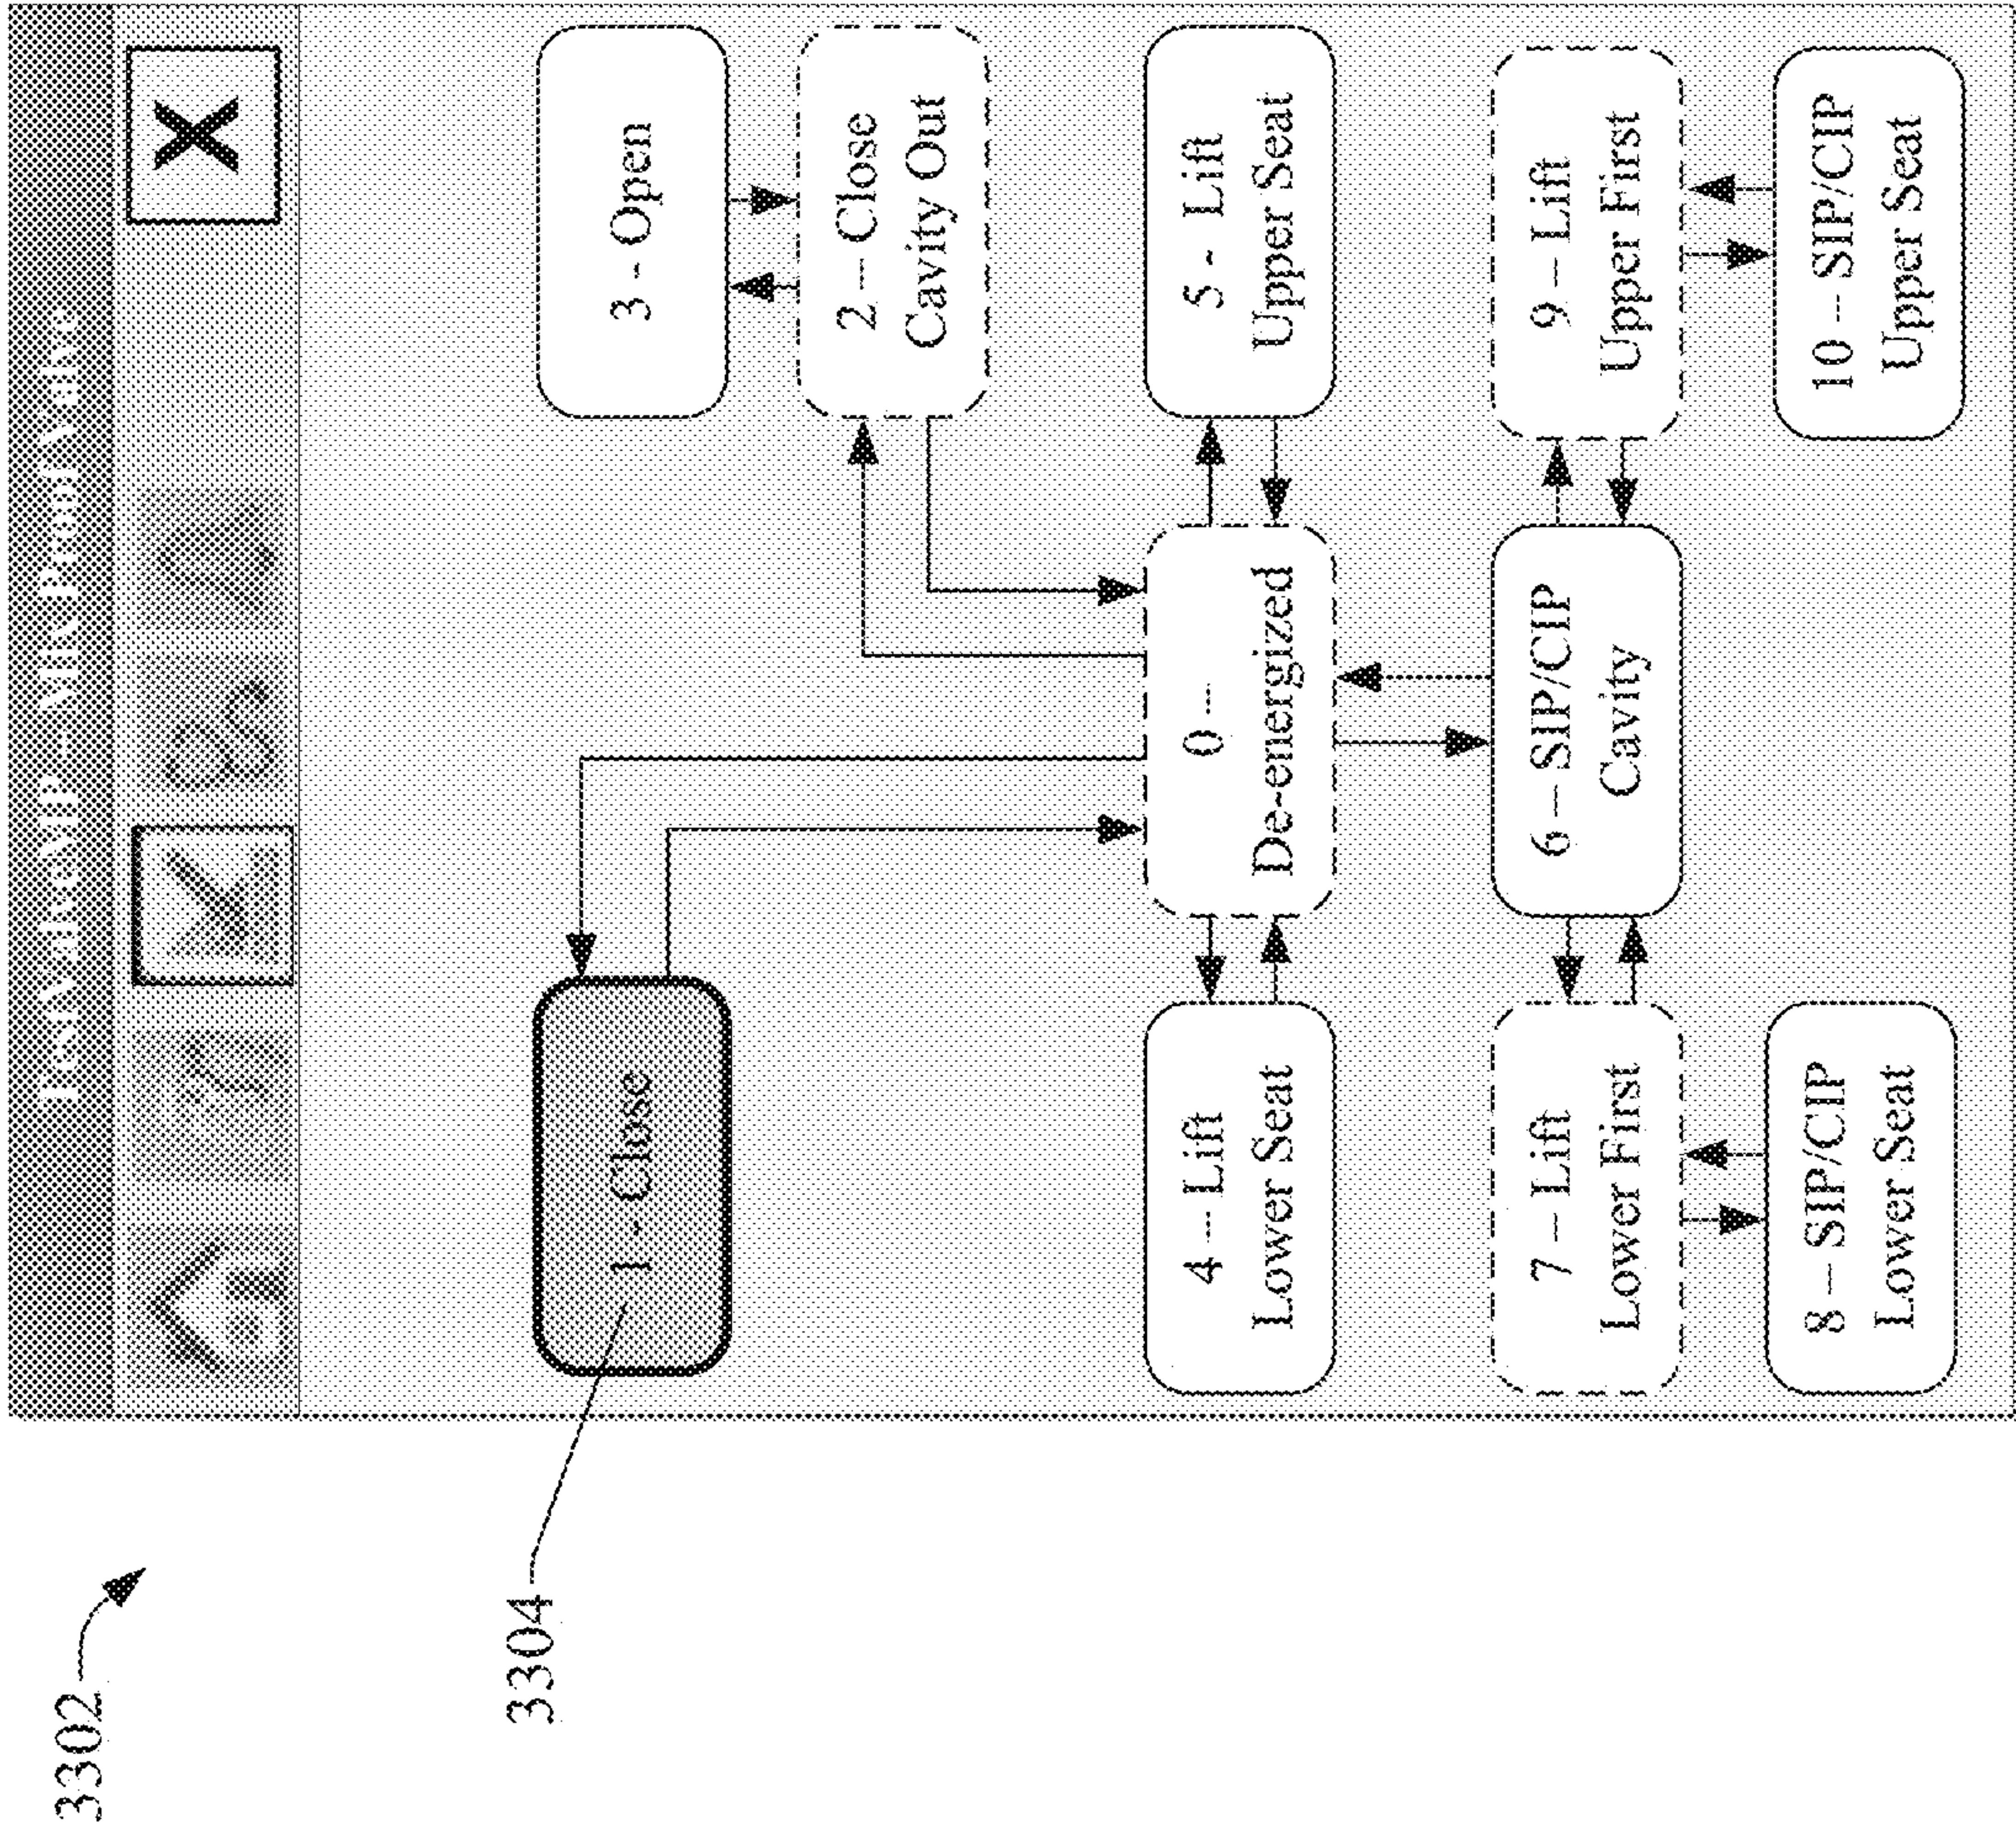 3302
MixProof Valve
X
3304
1 - Close
3 - Open
2 – Close
Cavity Out
4 – Lift
Lower Seat
0 –
De-energized
5 - Lift
Upper Seat
7 – Lift
Lower First
6 – SIP/CIP
Cavity
9 – Lift
Upper First
8 – SIP/CIP
Lower Seat
10 – SIP/CIP
Upper Seat